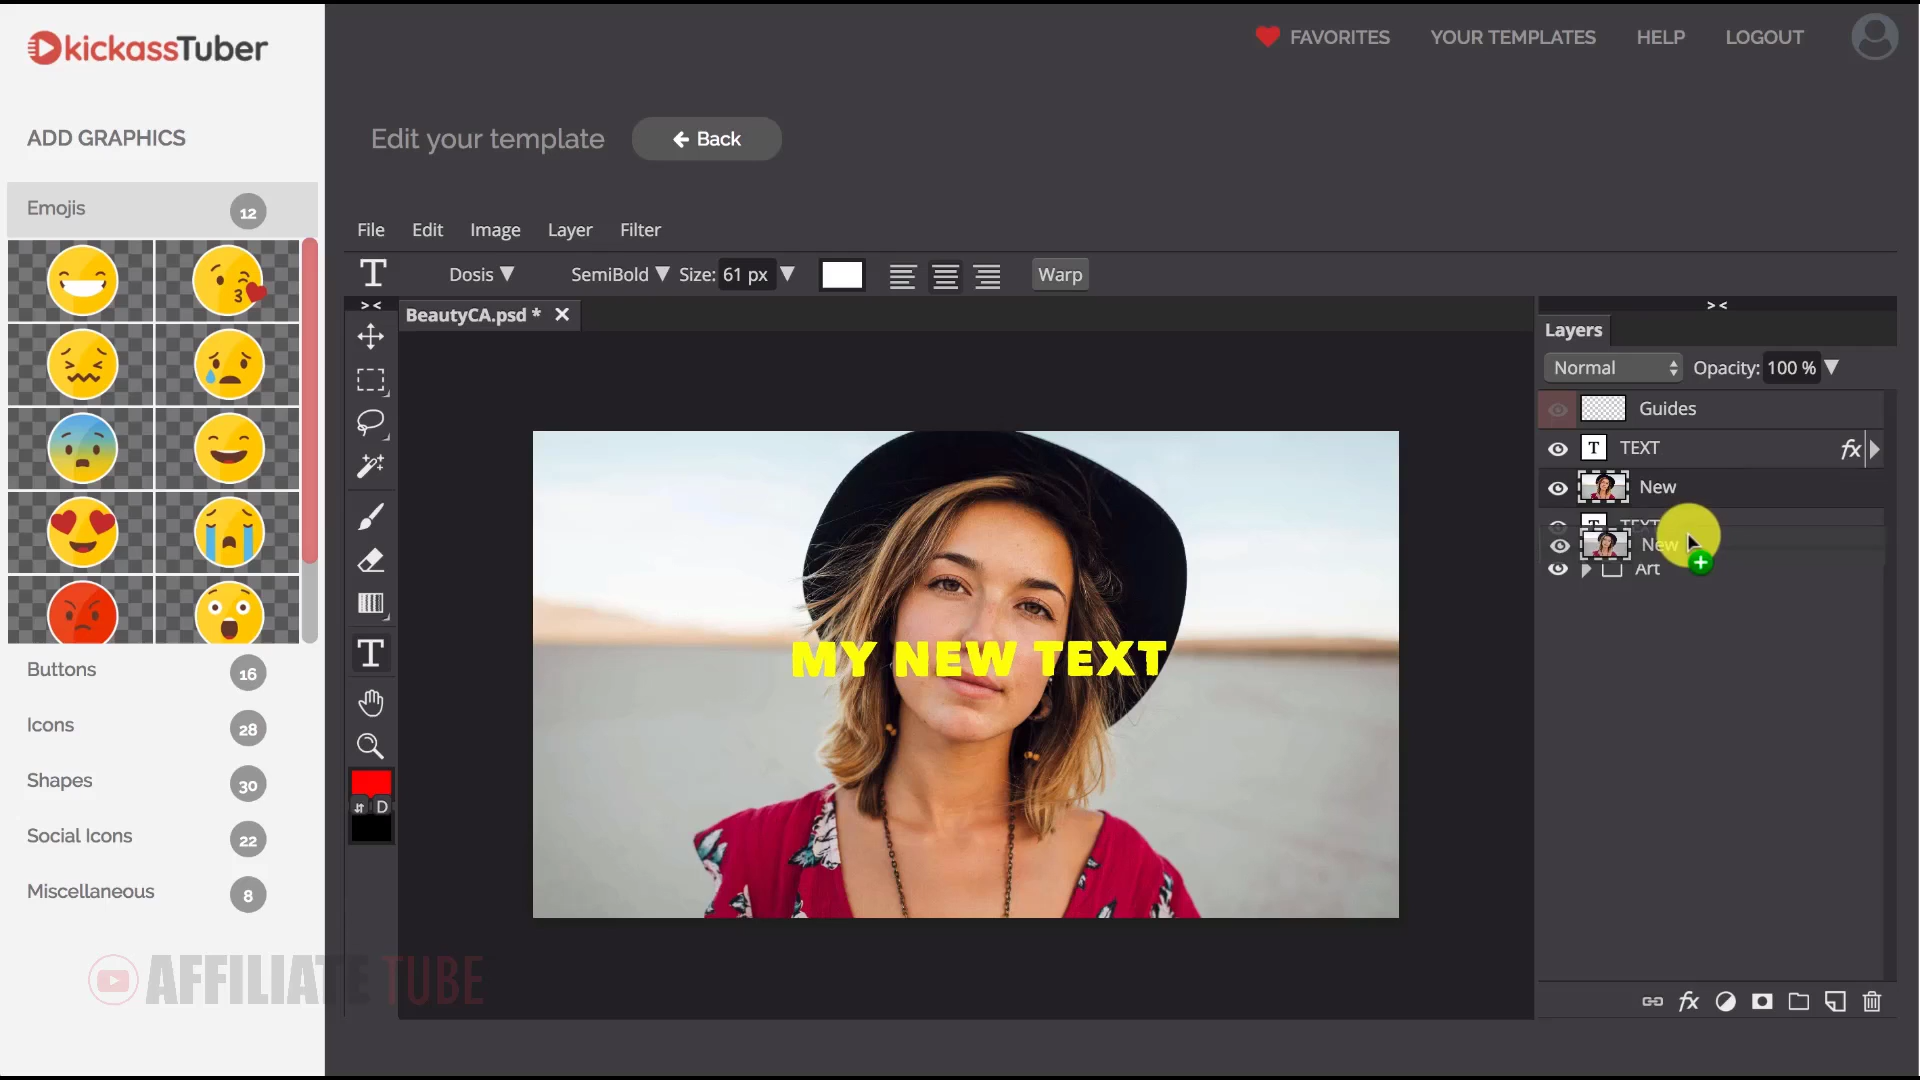 kickassTuber
FAVORITES
YOUR TEMPLATES
HELP
LOGOUT
ADD GRAPHICS
Edit your template
Back
Emojis
12
File
Edit
Image
Layer
Filter
T
Dosis
SemiBold
Size:
61 px
Warp
> <
BeautyCA.psd *
> <
Layers
Normal
Opacity:
100 %
Guides
T
TEXT
fx
New
T
TEXT
New
Art
MY NEW TEXT
T
D
Buttons
16
Icons
28
Shapes
30
Social Icons
22
Miscellaneous
8
AFFILIATE TUBE
fx